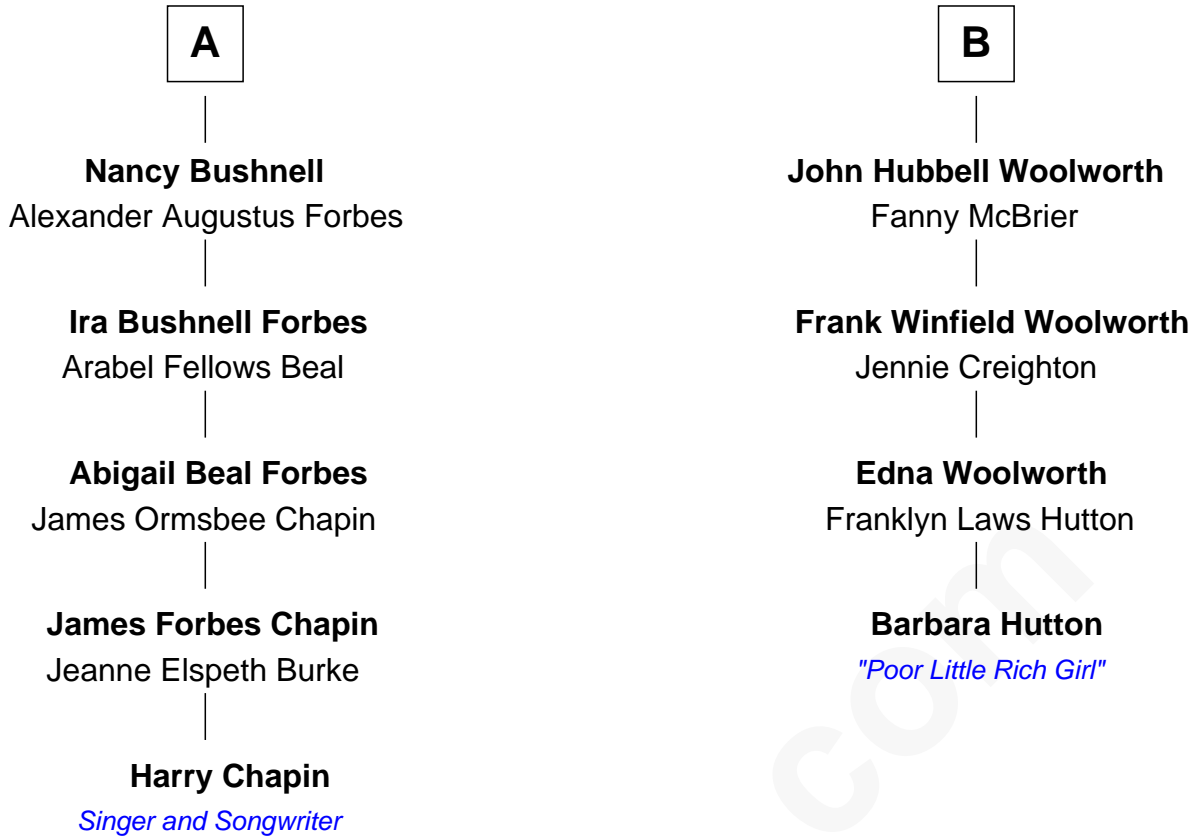 A
Nancy Bushnell
Alexander Augustus Forbes
Ira Bushnell Forbes
Arabel Fellows Beal
Abigail Beal Forbes
James Ormsbee Chapin
James Forbes Chapin
Jeanne Elspeth Burke
Harry Chapin
Singer and Songwriter
B
John Hubbell Woolworth
Fanny McBrier
Frank Winfield Woolworth
Jennie Creighton
Edna Woolworth
Franklyn Laws Hutton
Barbara Hutton
"Poor Little Rich Girl"
com